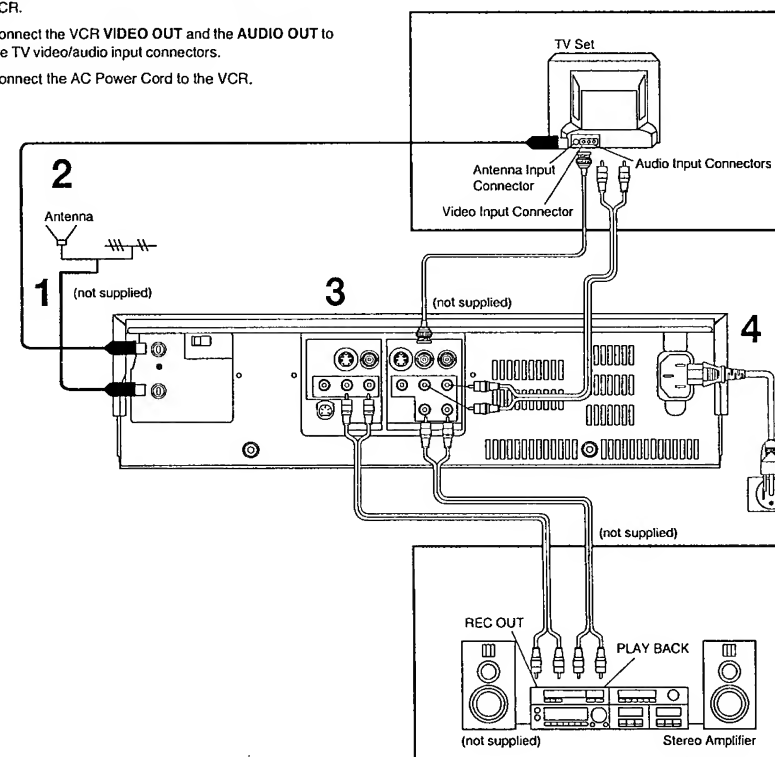 CR.
onnect the VCR VIDEO OUT and the AUDIO OUT to
e TV video/audio input connectors.
onnect the AC Power Cord to the VCR.
TV Set
Antenna Input
Connector
Audio Input Connectors
Video Input Connector
2
Antenna
1
(not supplied)
3
(not supplied)
4
(not supplied)
REC OUT
PLAY BACK
(not supplied)
Stereo Amplifier